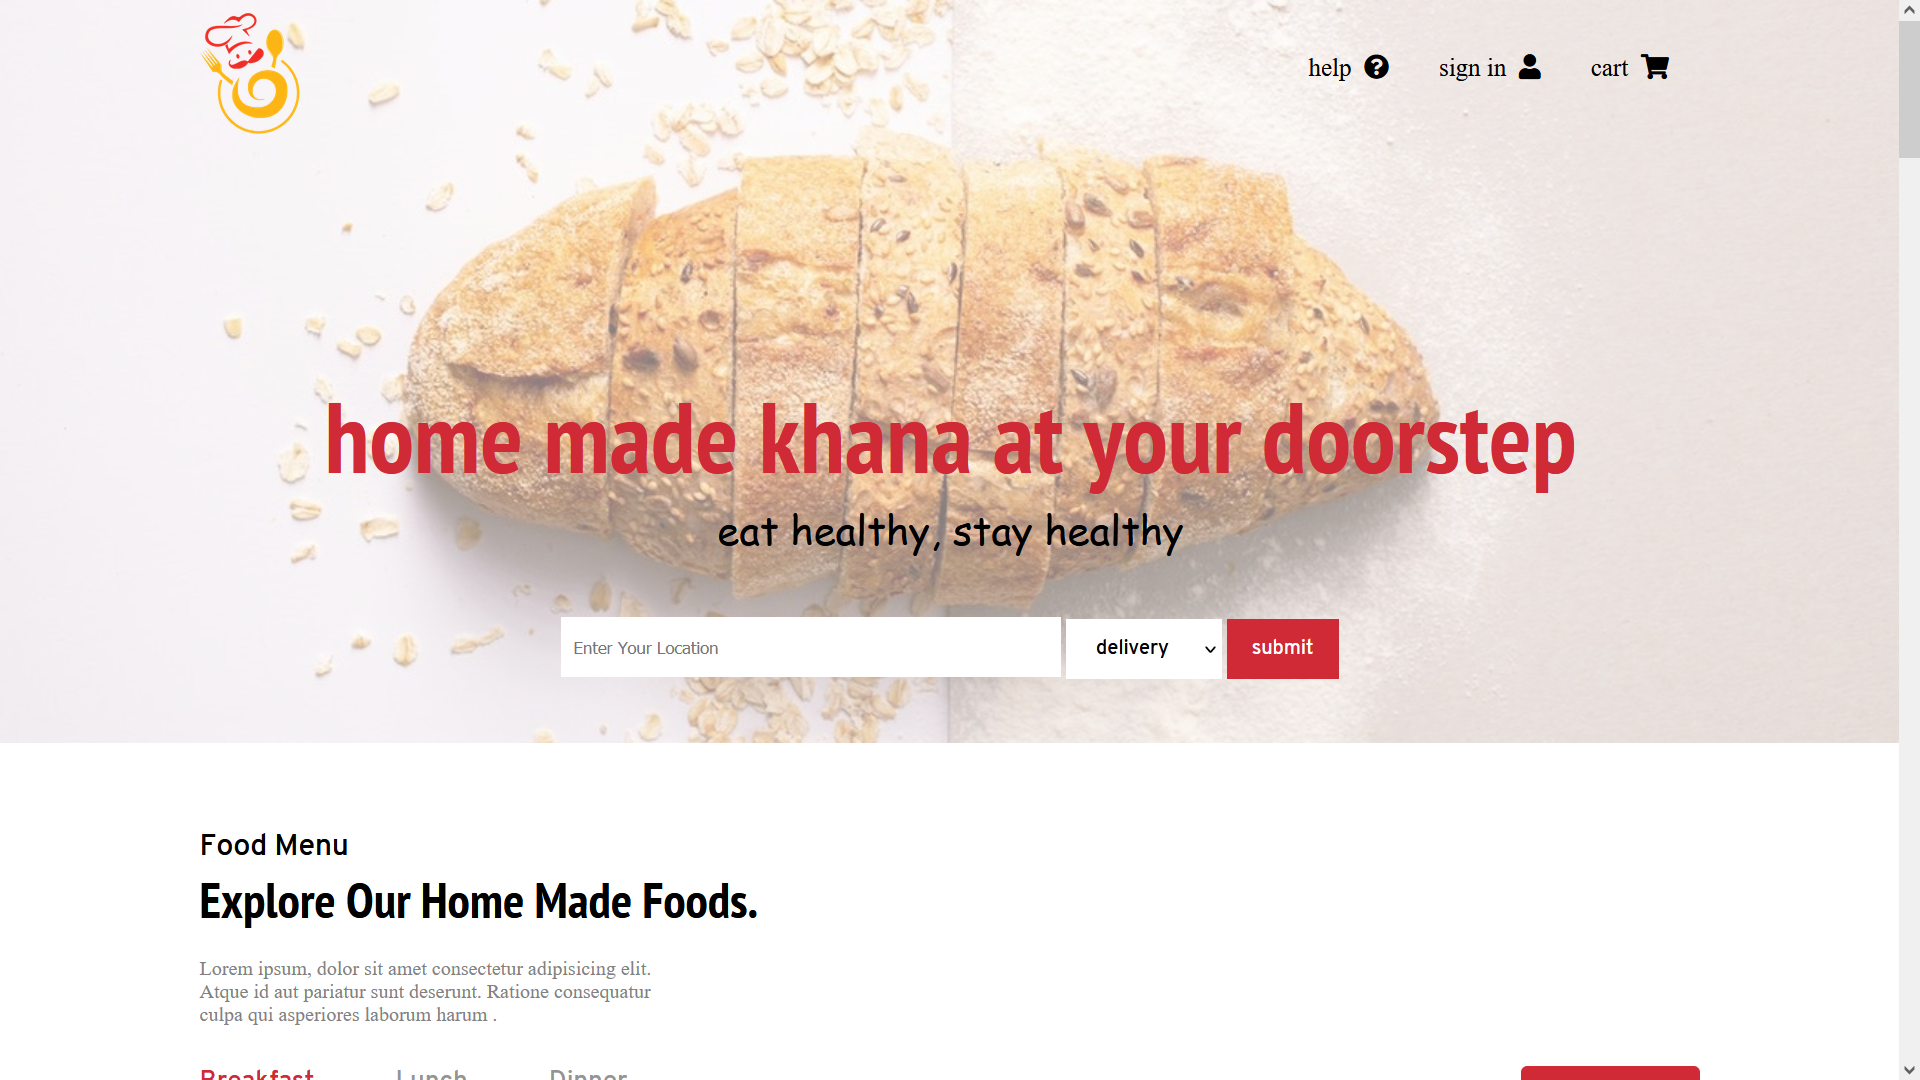 help
sign in
cart
home made khana at your doorstep
eat healthy, stay healthy
Enter Your Location
delivery
submit
Food Menu
Explore Our Home Made Foods.
Lorem ipsum, dolor sit amet consectetur adipisicing elit.
Atque id aut pariatur sunt deserunt. Ratione consequatur
culpa qui asperiores laborum harum .
Breakfast
Lunch
Dinner